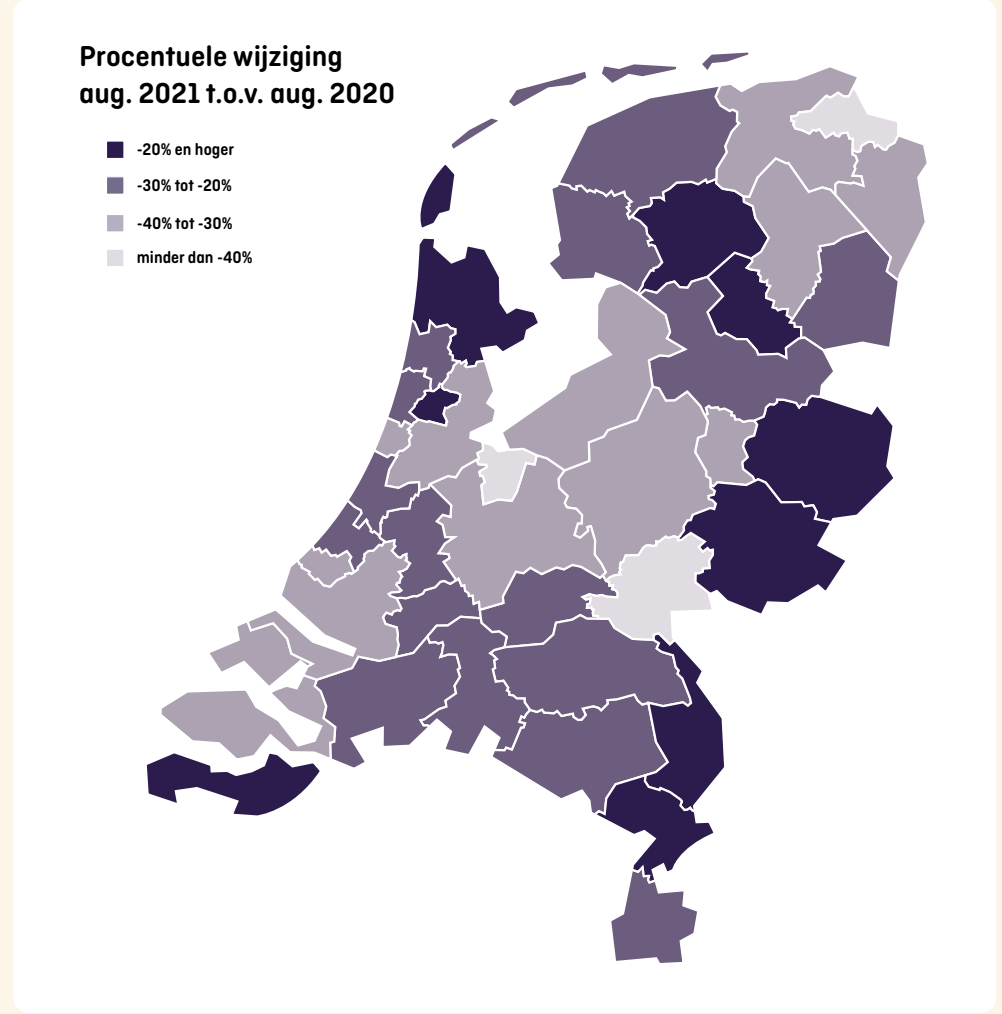 Procentuele wijziging
aug. 2021 t.o.v. aug. 2020
-20% en hoger
-30% tot -20%
-40% tot -30%
minder dan -40%